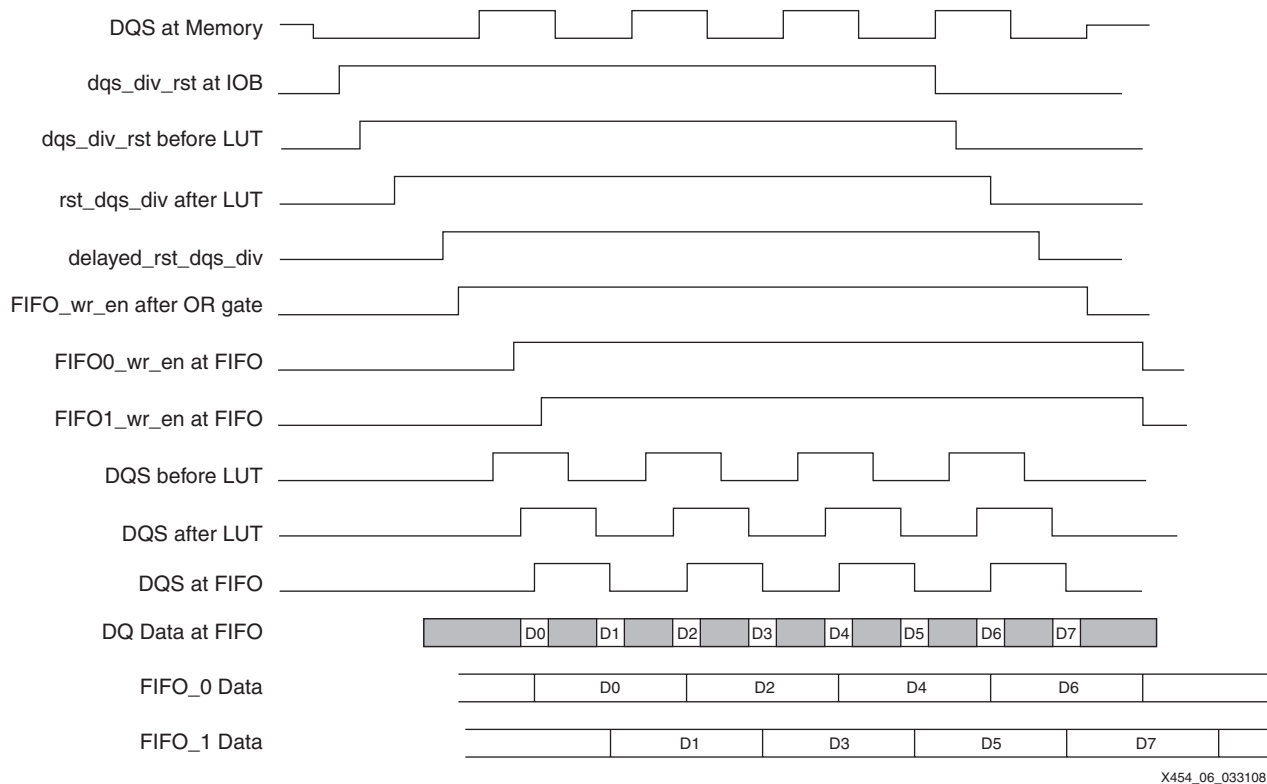 DQS at Memory
dqs_div_rst at IOB
dqs_div_rst before LUT
rst_dqs_div after LUT
delayed_rst_dqs_div
FIFO_wr_en after OR gate
FIFO0_wr_en at FIFO
FIFO1_wr_en at FIFO
DQS before LUT
DQS after LUT
DQS at FIFO
DQ Data at FIFO D0 D1 D2 D3 D4 D5 D6 D7
FIFO_0 Data D0 D2 D4 D6
FIFO_1 Data D1 D3 D5 D7
X454_06_033108